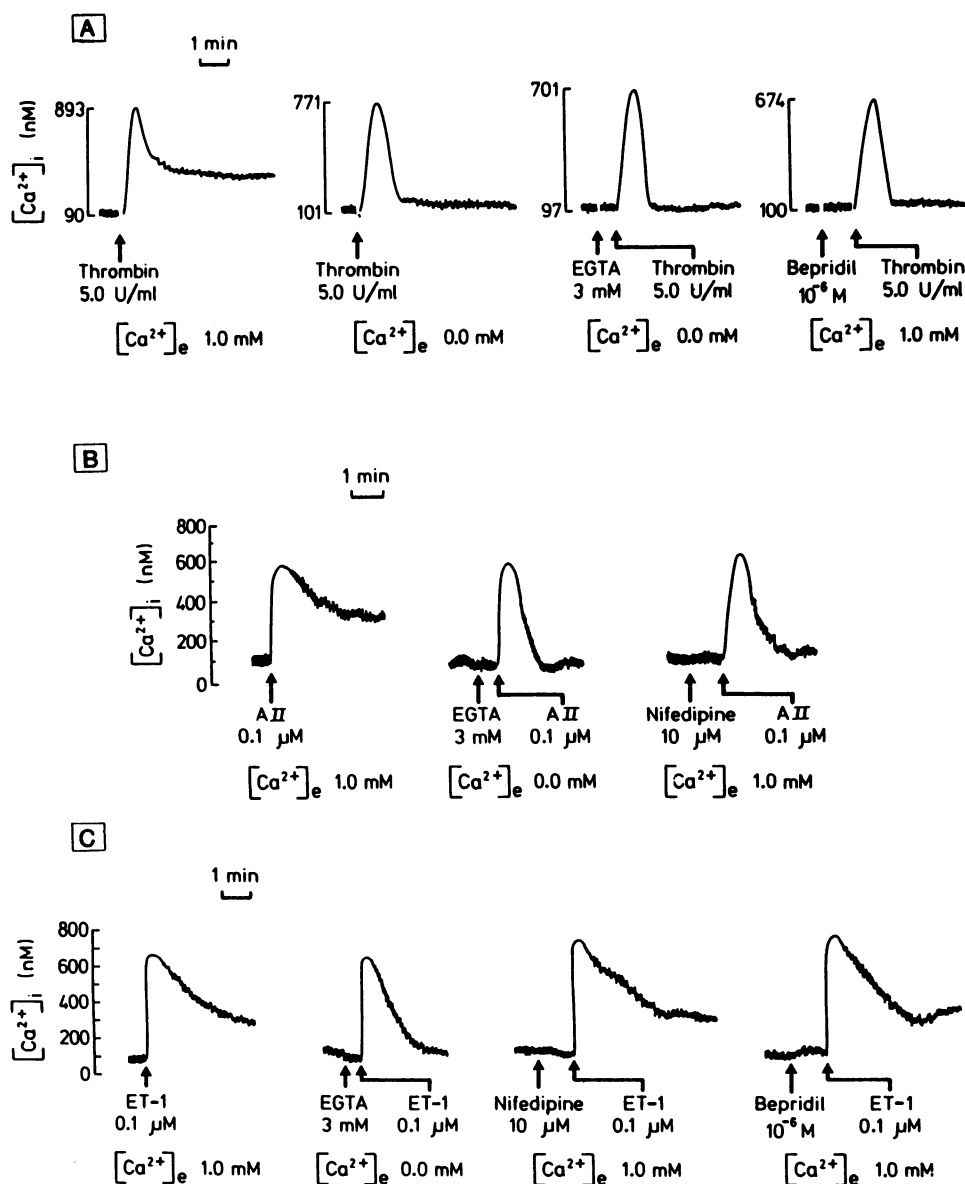 A
1 min
[Ca²⁺]ᵢ (nM)
893
90
Thrombin
5.0 U/ml
[Ca²⁺]ₑ 1.0 mM
771
101
Thrombin
5.0 U/ml
[Ca²⁺]ₑ 0.0 mM
701
97
EGTA
3 mM
Thrombin
5.0 U/ml
[Ca²⁺]ₑ 0.0 mM
674
100
Bepridil
10⁻⁶ M
Thrombin
5.0 U/ml
[Ca²⁺]ₑ 1.0 mM
B
1 min
[Ca²⁺]ᵢ (nM)
800
600
400
200
0
A II
0.1 µM
[Ca²⁺]ₑ 1.0 mM
EGTA
3 mM
A II
0.1 µM
[Ca²⁺]ₑ 0.0 mM
Nifedipine
10 µM
A II
0.1 µM
[Ca²⁺]ₑ 1.0 mM
C
1 min
[Ca²⁺]ᵢ (nM)
800
600
400
200
0
ET-1
0.1 µM
[Ca²⁺]ₑ 1.0 mM
EGTA
3 mM
ET-1
0.1 µM
[Ca²⁺]ₑ 0.0 mM
Nifedipine
10 µM
ET-1
0.1 µM
[Ca²⁺]ₑ 1.0 mM
Bepridil
10⁻⁶ M
ET-1
0.1 µM
[Ca²⁺]ₑ 1.0 mM